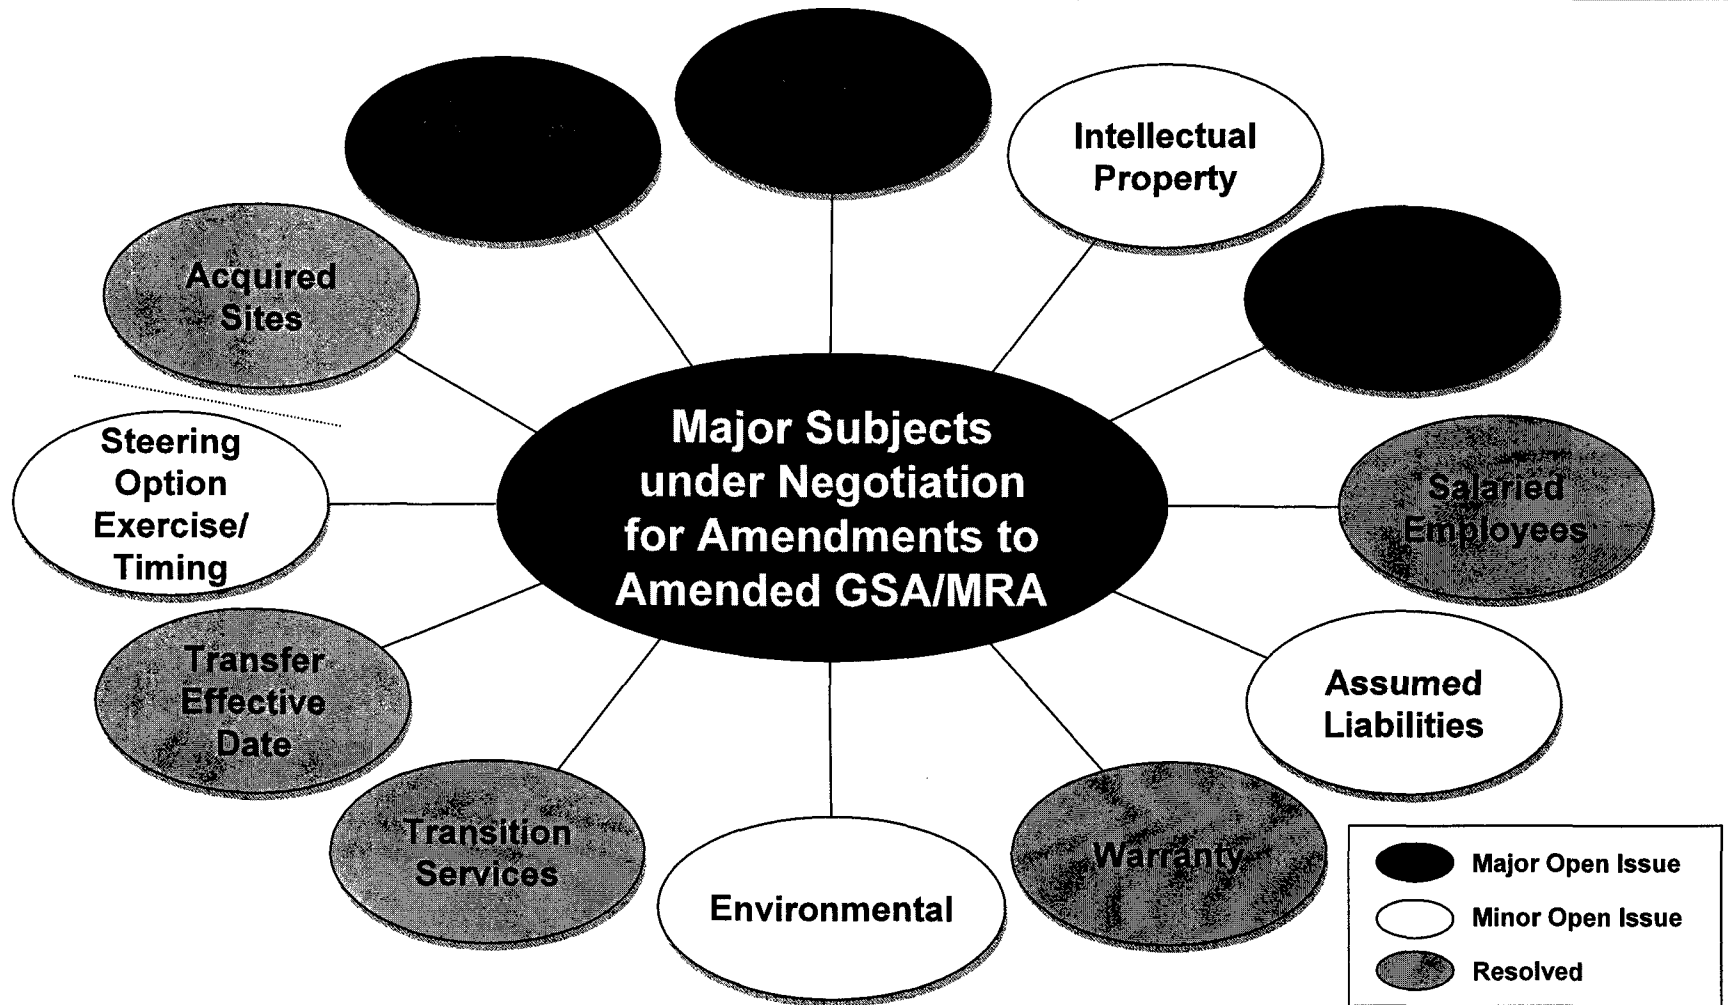 Intellectual
Property
Acquired
Sites
Major Subjects
under Negotiation
for Amendments to
Amended GSA/MRA
Steering
Option
Exercise/
Timing
Salaried
Employees
Transfer
Effective
Date
Assumed
Liabilities
Transition
Services
Environmental
Warranty
Major Open Issue
Minor Open Issue
Resolved